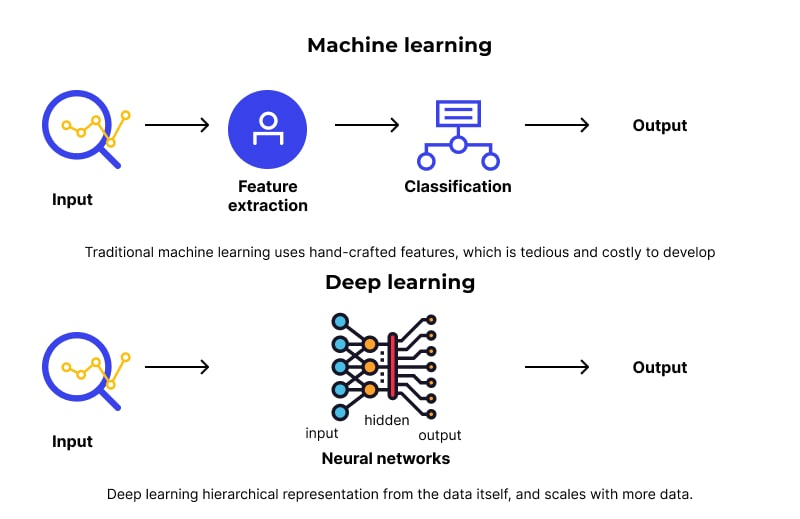 Machine learning
Input
Feature
extraction
Classification
Output
Traditional machine learning uses hand-crafted features, which is tedious and costly to develop
Deep learning
Input
input
hidden
output
Neural networks
Output
Deep learning hierarchical representation from the data itself, and scales with more data.